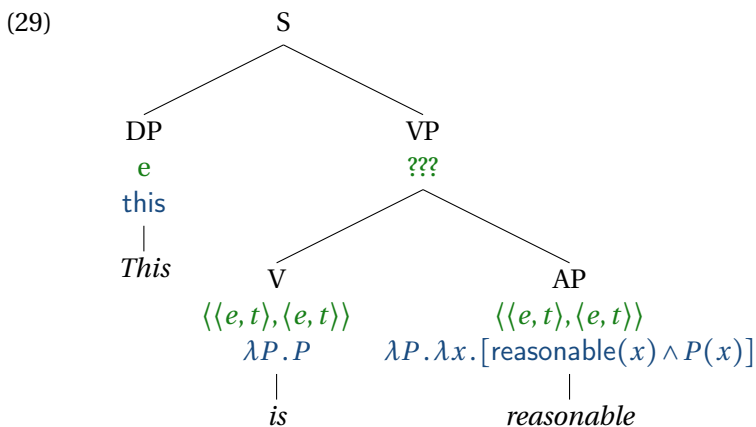 (29) S
DP VP
e ???
this
This
V AP
⟨⟨e, t⟩,⟨e, t⟩⟩ ⟨⟨e, t⟩,⟨e, t⟩⟩
λP . P λP . λx . [reasonable(x) ∧ P(x)]
is reasonable